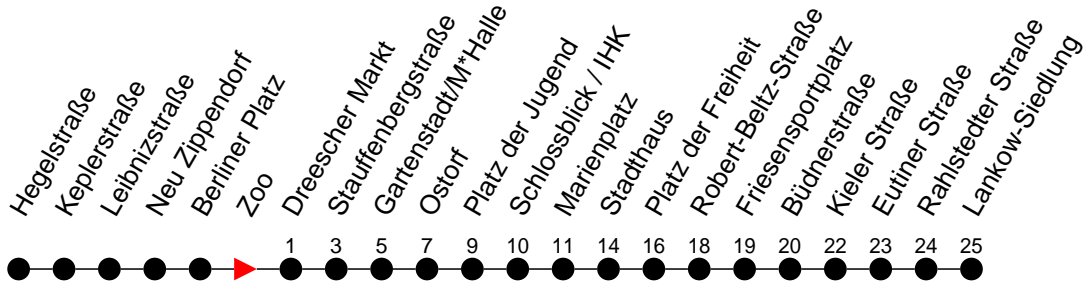 Hegelstraße
Keplerstraße
Leibnizstraße
Neu Zippendorf
Berliner Platz
Zoo
Dreescher Markt
Stauffenbergstraße
Gartenstadt/M*Halle
Ostorf
Platz der Jugend
Schlossblick / IHK
Marienplatz
Stadthaus
Platz der Freiheit
Robert-Beltz-Straße
Friesensportplatz
Büdnerstraße
Kieler Straße
Eutiner Straße
Rahlstedter Straße
Lankow-Siedlung
1 3 5 7 9 10 11 14 16 18 19 20 22 23 24 25